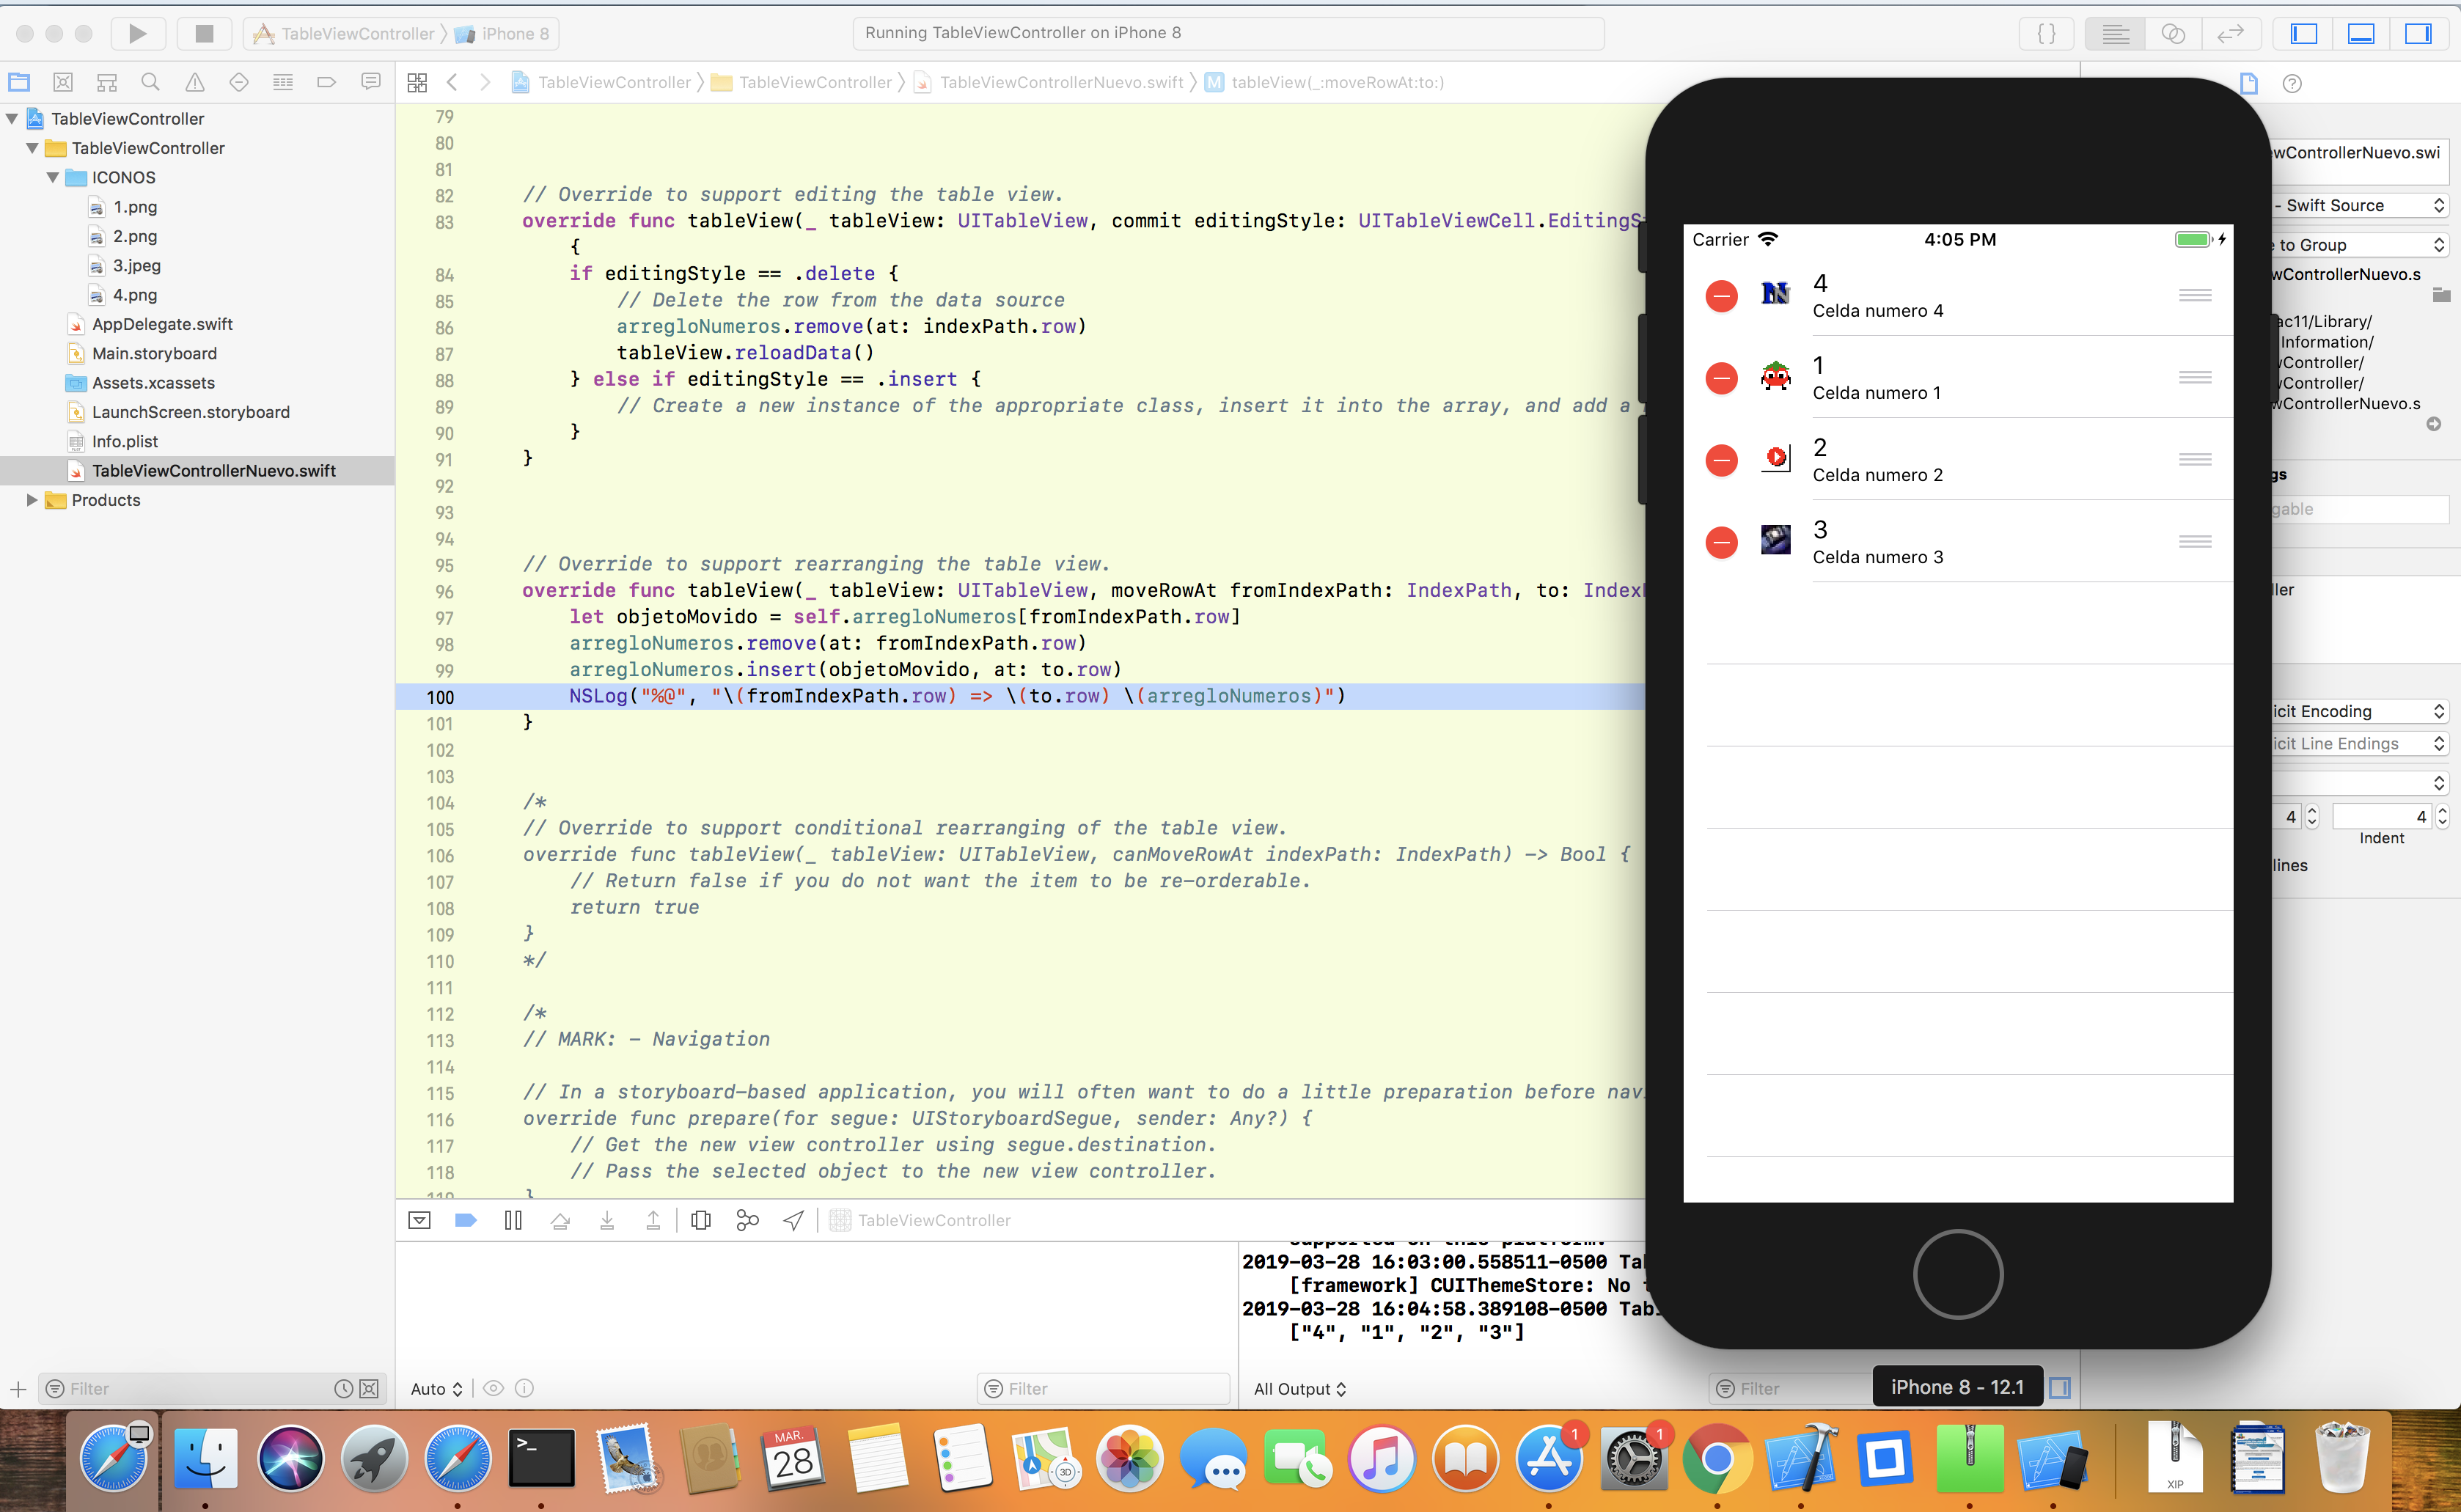 TableViewController 〉 iPhone 8
Running TableViewController on iPhone 8
{ }
TableViewController 〉 TableViewController 〉 TableViewControllerNuevo.swift 〉 M tableView(_:moveRowAt:to:)
TableViewController
TableViewController
ICONOS
1.png
2.png
3.jpeg
4.png
AppDelegate.swift
Main.storyboard
Assets.xcassets
LaunchScreen.storyboard
Info.plist
TableViewControllerNuevo.swift
Products
79
80
81
82 // Override to support editing the table view.
83 override func tableView(_ tableView: UITableView, commit editingStyle: UITableViewCell.EditingS
{
84 if editingStyle == .delete {
85 // Delete the row from the data source
86 arregloNumeros.remove(at: indexPath.row)
87 tableView.reloadData()
88 } else if editingStyle == .insert {
89 // Create a new instance of the appropriate class, insert it into the array, and add a
90 }
91 }
92
93
94
95 // Override to support rearranging the table view.
96 override func tableView(_ tableView: UITableView, moveRowAt fromIndexPath: IndexPath, to: Index
97 let objetoMovido = self.arregloNumeros[fromIndexPath.row]
98 arregloNumeros.remove(at: fromIndexPath.row)
99 arregloNumeros.insert(objetoMovido, at: to.row)
100 NSLog("%@", "\(fromIndexPath.row) => \(to.row) \(arregloNumeros)")
101 }
102
103
104 /*
105 // Override to support conditional rearranging of the table view.
106 override func tableView(_ tableView: UITableView, canMoveRowAt indexPath: IndexPath) -> Bool {
107 // Return false if you do not want the item to be re-orderable.
108 return true
109 }
110 */
111
112 /*
113 // MARK: - Navigation
114
115 // In a storyboard-based application, you will often want to do a little preparation before nav
116 override func prepare(for segue: UIStoryboardSegue, sender: Any?) {
117 // Get the new view controller using segue.destination.
118 // Pass the selected object to the new view controller.
119 }
Carrier 4:05 PM
4
Celda numero 4
1
Celda numero 1
2
Celda numero 2
3
Celda numero 3
wControllerNuevo.swi
- Swift Source
e to Group
wControllerNuevo.s
ac11/Library/
Information/
wController/
wController/
wControllerNuevo.s
gs
gable
ller
icit Encoding
icit Line Endings
4 4
Indent
lines
TableViewController
supported on this platform.
2019-03-28 16:03:00.558511-0500 Ta
[framework] CUIThemeStore: No
2019-03-28 16:04:58.389108-0500 Tab
["4", "1", "2", "3"]
Filter
Auto
Filter
All Output
Filter
iPhone 8 - 12.1
>_
MAR.
28
3D
1
1
XIP